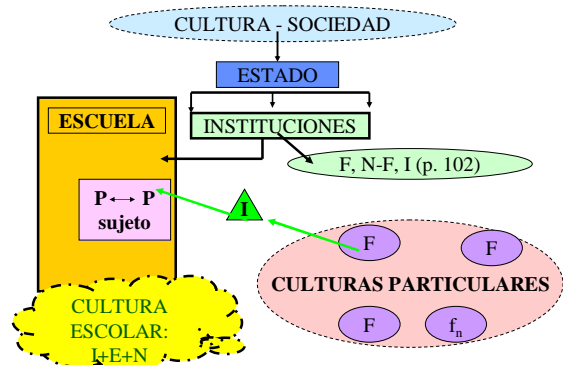 CULTURA - SOCIEDAD
ESTADO
ESCUELA
INSTITUCIONES
F, N-F, I (p. 102)
P ↔ P
sujeto
I
F
F
CULTURAS PARTICULARES
F
fn
CULTURA
ESCOLAR:
I+E+N